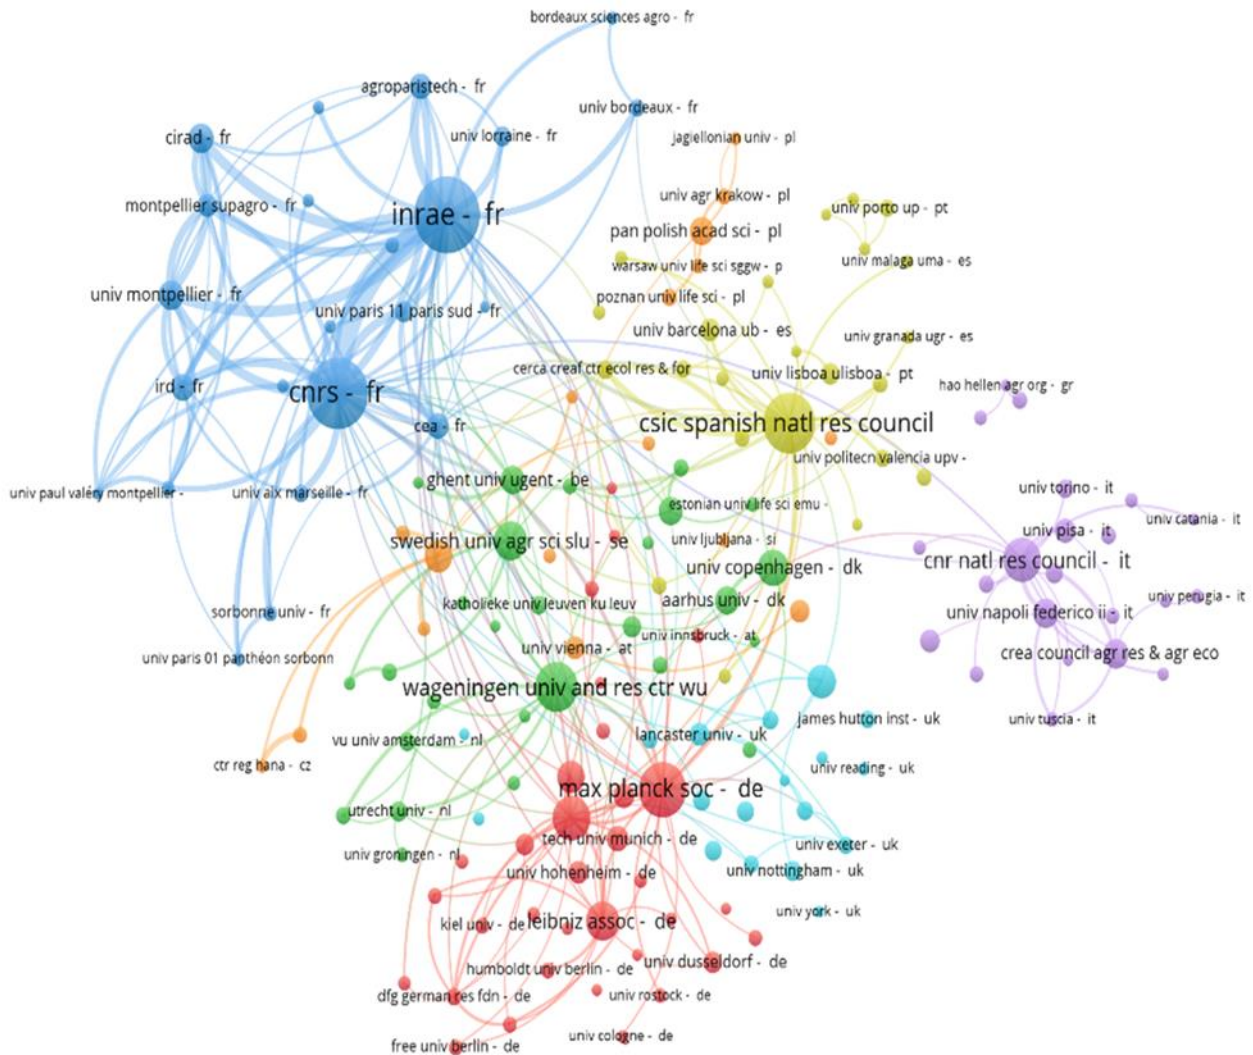 bordeaux sciences agro - fr
agroparistech - fr
univ bordeaux - fr
cirad - fr
univ lorraine - fr
jagiellonian univ - pl
univ agr krakow - pl
montpellier supagro - fr
inrae - fr
univ porto up - pt
pan polish acad sci - pl
univ malaga uma - es
warsaw univ life sci sggw - p
univ montpellier - fr
poznan univ life sci - pl
univ paris 11 paris sud - fr
univ barcelona ub - es
univ granada ugr - es
cerca creaf ctr ecol res & for
univ lisboa ulisboa - pt
ird - fr
cnrs - fr
hao hellen agr org - gr
cea - fr
csic spanish natl res council
univ politecn valencia upv -
ghent univ ugent - be
univ paul valéry montpellier -
univ aix marseille - fr
univ torino - it
estonian univ life sci emu -
univ catania - it
univ pisa - it
swedish univ agr sci slu - se
univ ljubljana - si
cnr natl res council - it
univ copenhagen - dk
sorbonne univ - fr
katholieke univ leuven ku leuv
aarhus univ - dk
univ perugia - it
univ napoli federico ii - it
univ innsbruck - at
univ vienna - at
crea council agr res & agr eco
univ paris 01 panthéon sorbonn
wageningen univ and res ctr wu
james hutton inst - uk
univ tuscia - it
lancaster univ - uk
vu univ amsterdam - nl
ctr reg hana - cz
univ reading - uk
max planck soc - de
utrecht univ - nl
tech univ munich - de
univ exeter - uk
univ groningen - nl
univ hohenheim - de
univ nottingham - uk
univ york - uk
kiel univ - de
leibniz assoc - de
humboldt univ berlin - de
univ dusseldorf - de
dfg german res fdn - de
univ rostock - de
univ cologne - de
free univ berlin - de